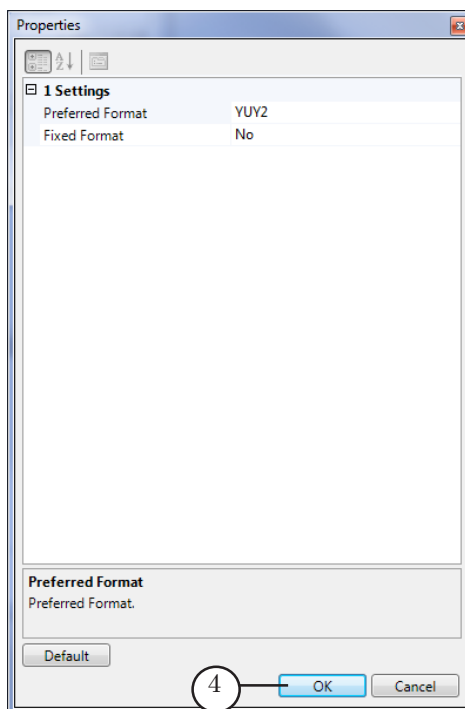 Properties
1 Settings
Preferred Format YUY2
Fixed Format No
Preferred Format
Preferred Format.
Default
4
OK Cancel